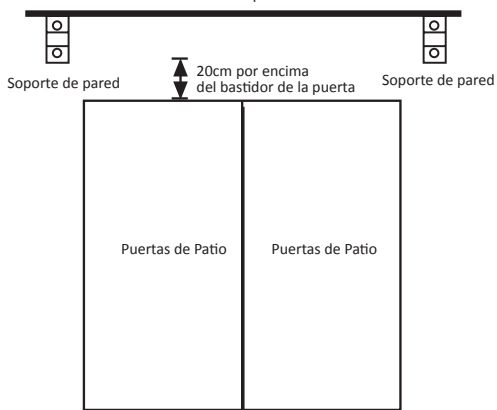 Soporte de pared
20cm por encima
del bastidor de la puerta
Soporte de pared
Puertas de Patio
Puertas de Patio